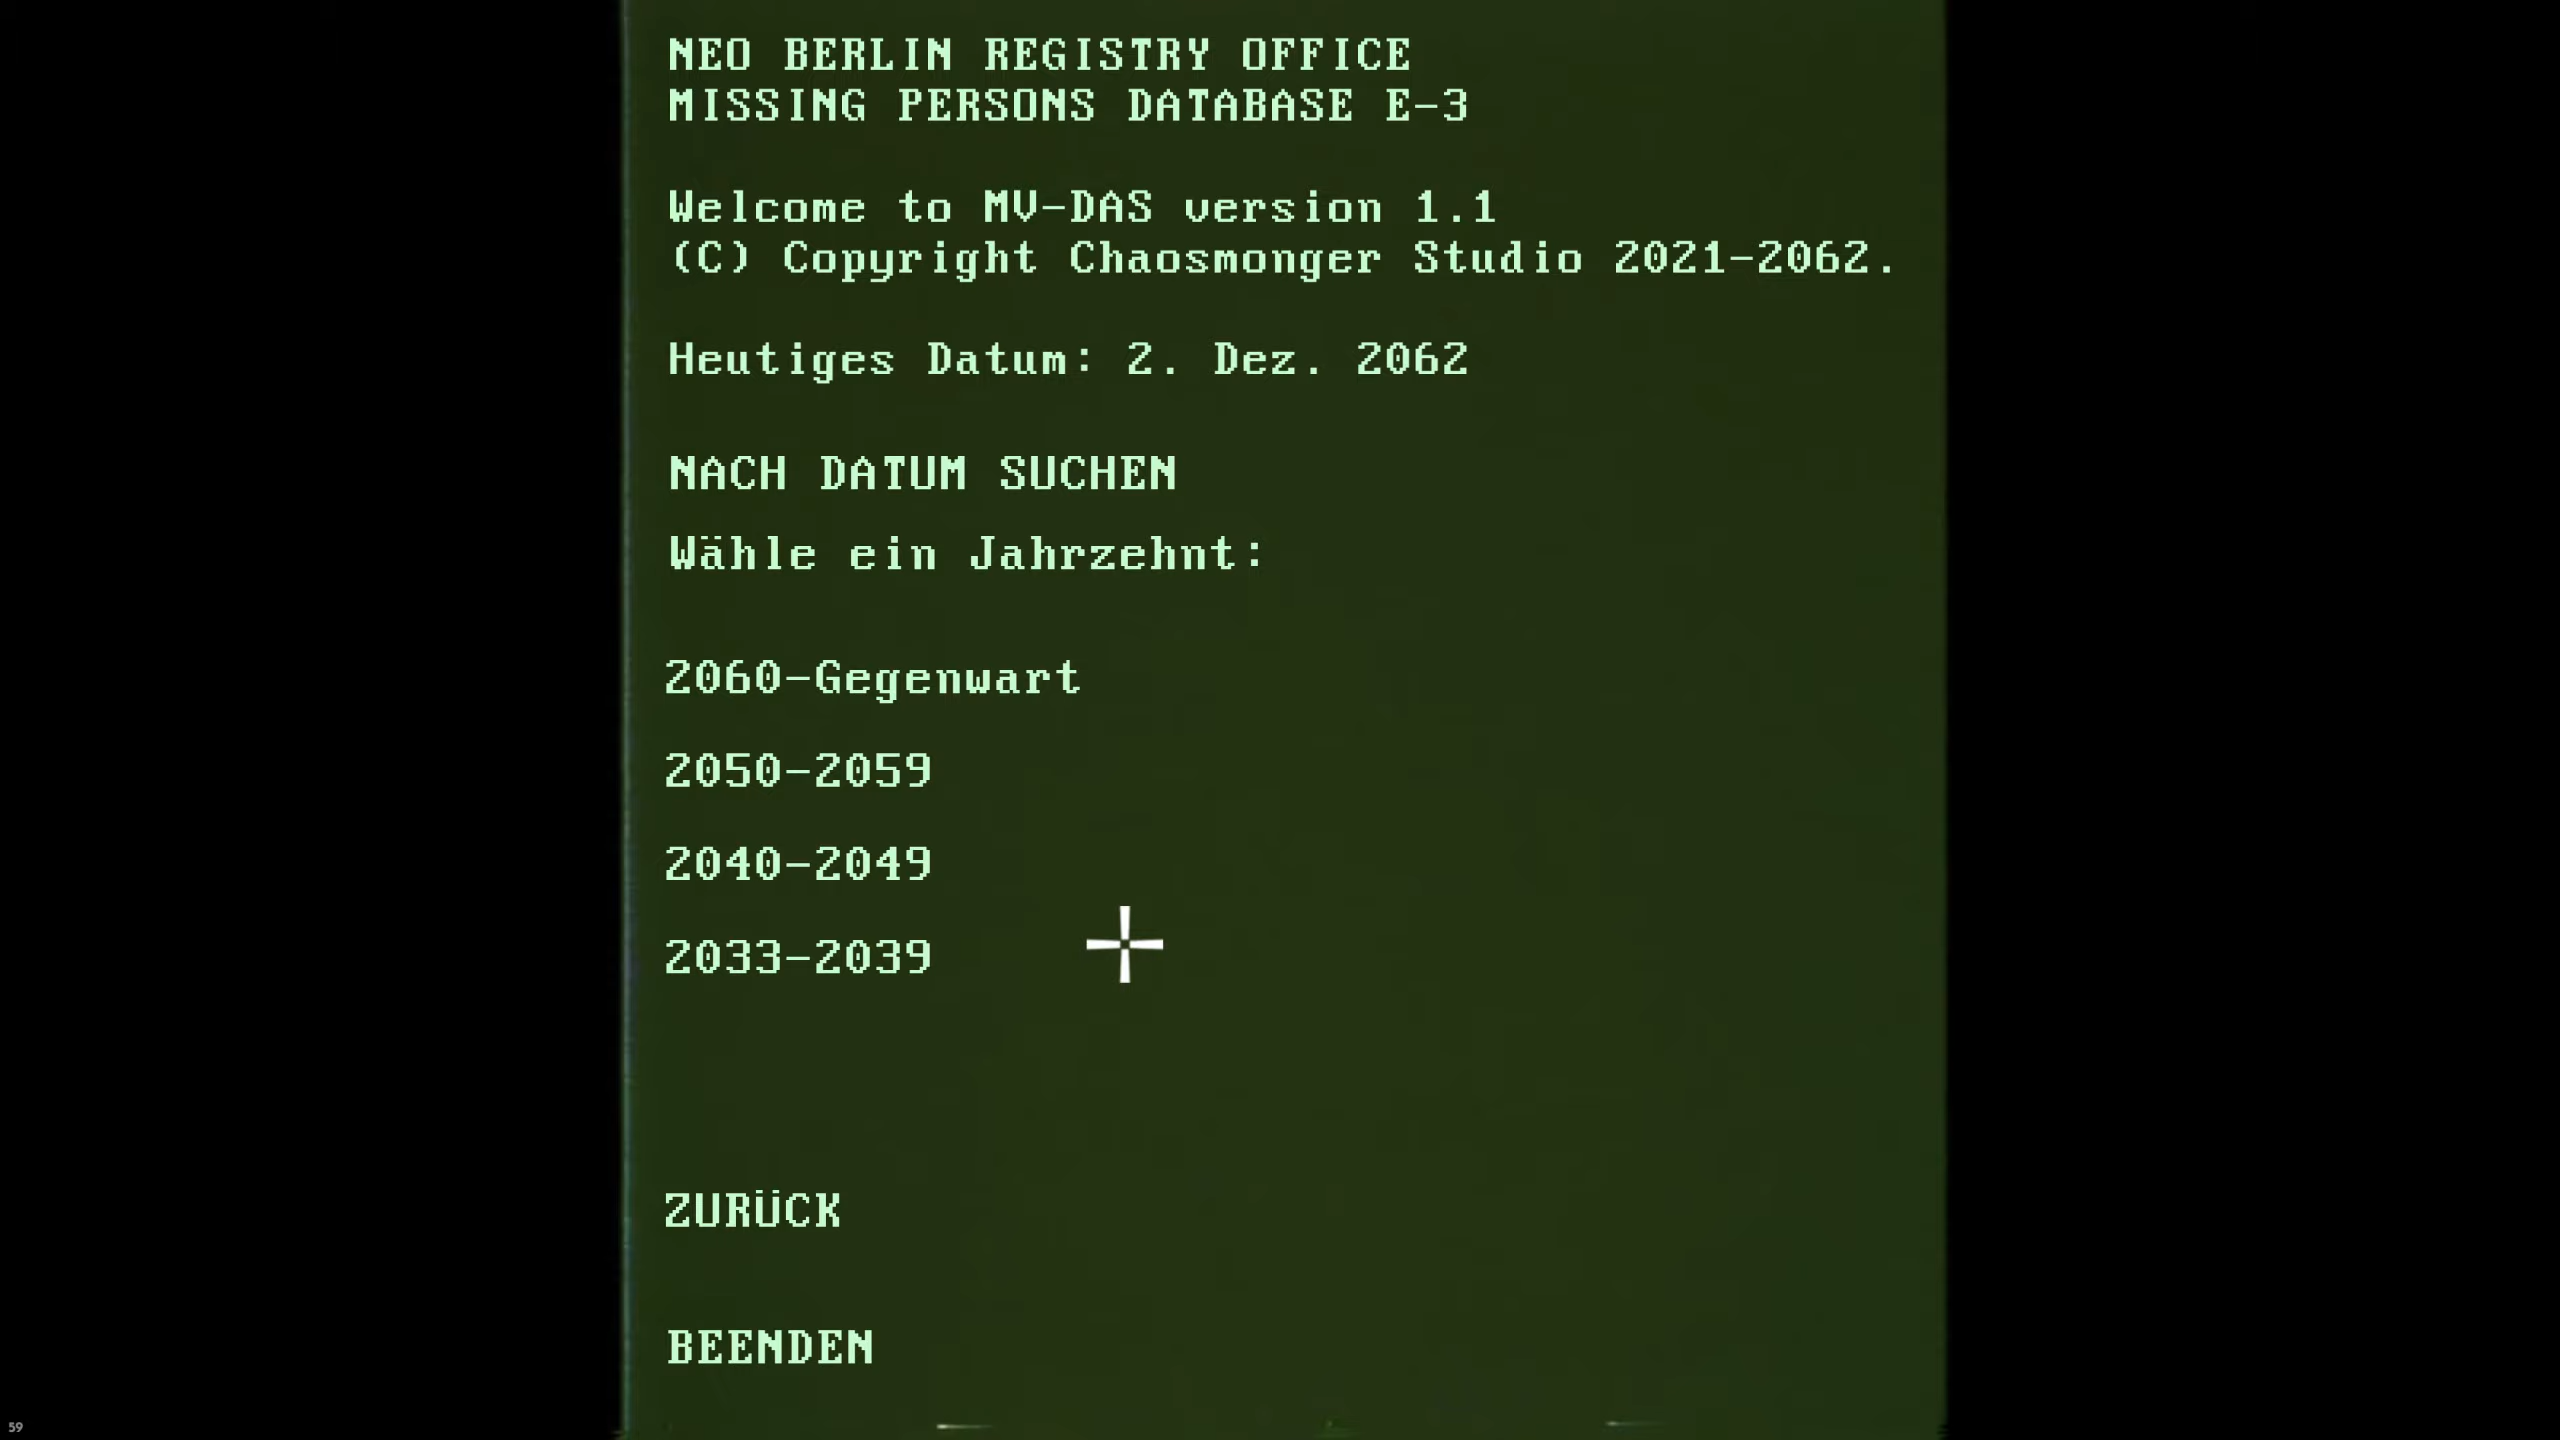 NEO BERLIN REGISTRY OFFICE
MISSING PERSONS DATABASE E-3
Welcome to MV-DAS version 1.1
(C) Copyright Chaosmonger Studio 2021-2062.
Heutiges Datum: 2. Dez. 2062
NACH DATUM SUCHEN
Wähle ein Jahrzehnt:
2060-Gegenwart
2050-2059
2040-2049
2033-2039
ZURÜCK
BEENDEN
59